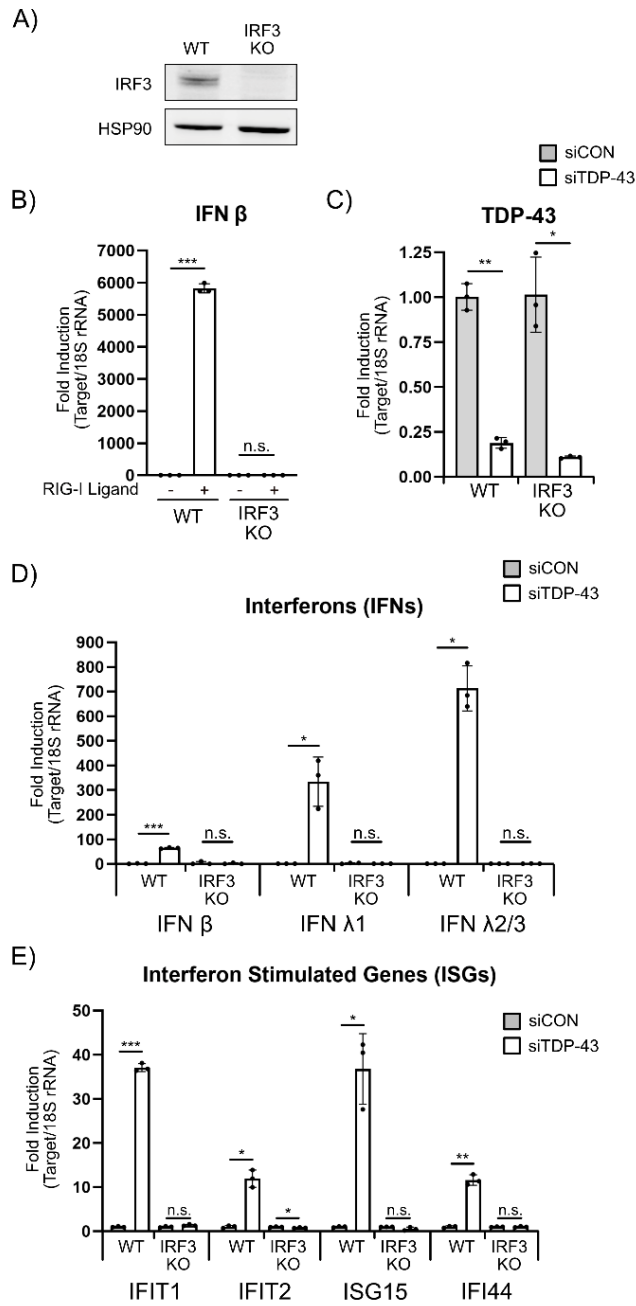 A)
WT
IRF3
KO
IRF3
HSP90
siCON
siTDP-43
B)
IFN β
Fold Induction
(Target/18S rRNA)
7000
6000
5000
4000
3000
2000
1000
0
***
n.s.
RIG-I Ligand - + - +
WT IRF3
KO
C)
TDP-43
Fold Induction
(Target/18S rRNA)
1.25
1.00
0.75
0.50
0.25
0.00
**
*
WT IRF3
KO
D)
siCON
siTDP-43
Interferons (IFNs)
Fold Induction
(Target/18S rRNA)
900
800
700
600
500
400
300
200
100
0
***
n.s.
*
n.s.
*
n.s.
WT IRF3
KO
WT IRF3
KO
WT IRF3
KO
IFN β IFN λ1 IFN λ2/3
E)
Interferon Stimulated Genes (ISGs)
siCON
siTDP-43
Fold Induction
(Target/18S rRNA)
50
40
30
20
10
0
***
n.s.
*
*
*
n.s.
**
n.s.
WT IRF3
KO
WT IRF3
KO
WT IRF3
KO
WT IRF3
KO
IFIT1 IFIT2 ISG15 IFI44